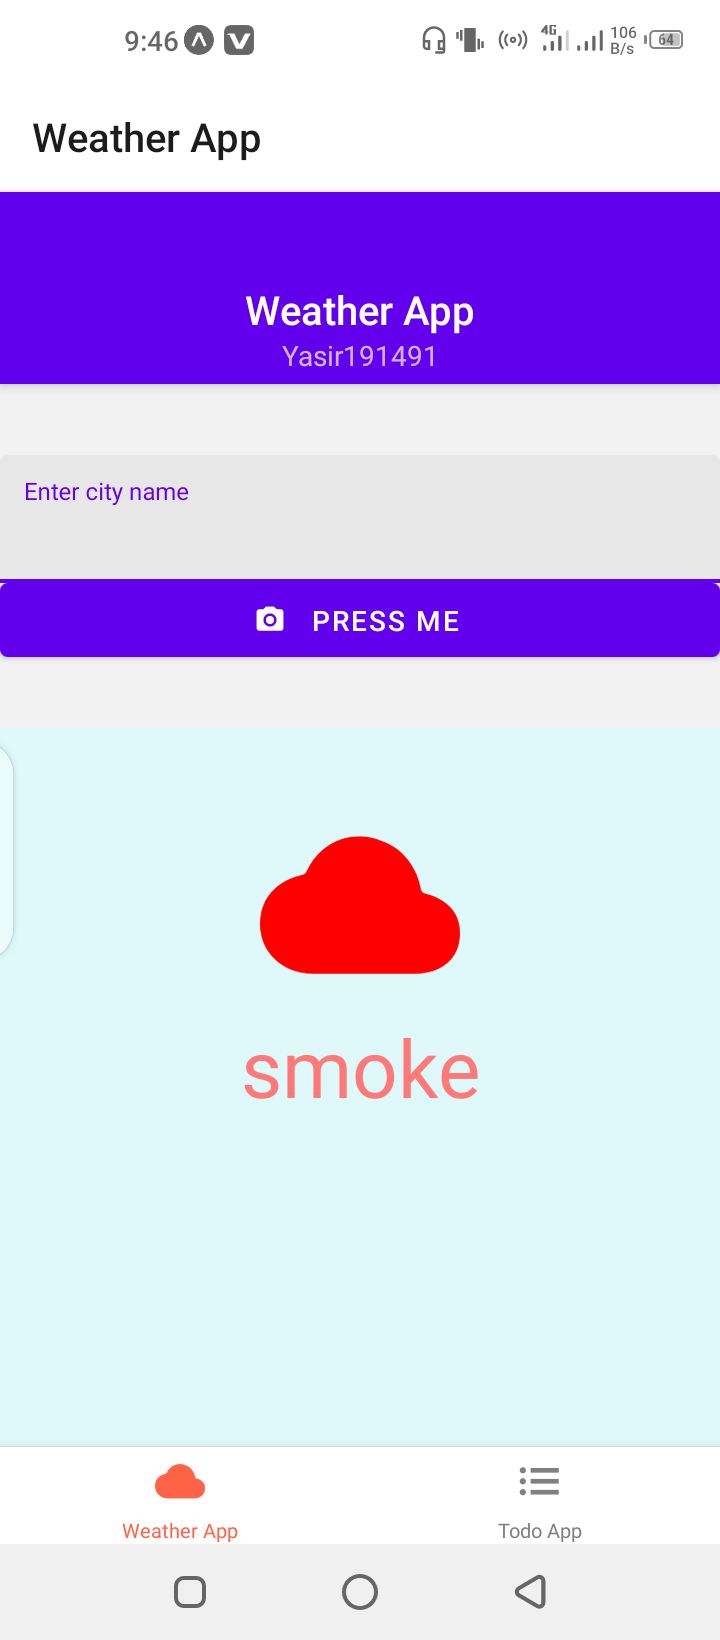 9:46
4G
106
B/s
64
Weather App
Weather App
Yasir191491
Enter city name
PRESS ME
smoke
Weather App
Todo App